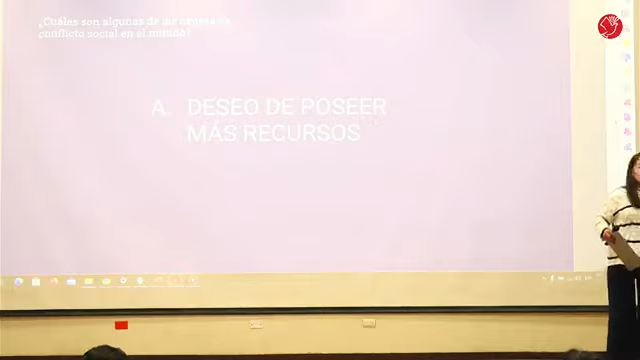 ¿Cuáles son algunas de las causas de
conflicto social en el mundo?
A. DESEO DE POSEER
MÁS RECURSOS